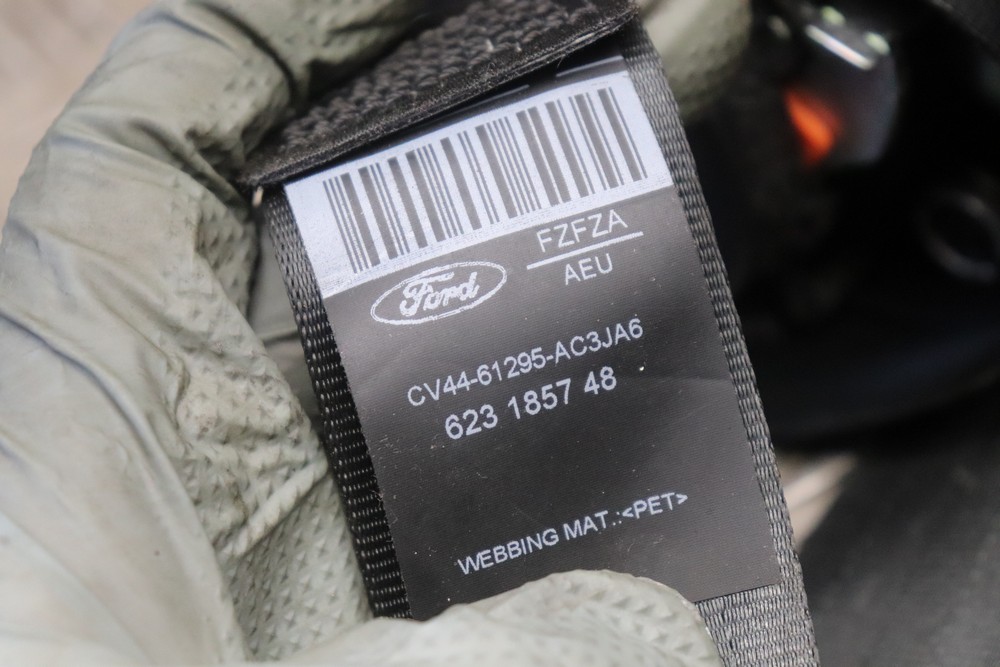 FZFZA
AEU
Ford
CV44-61295-AC3JA6
623 1857 48
WEBBING MAT.:<PET>